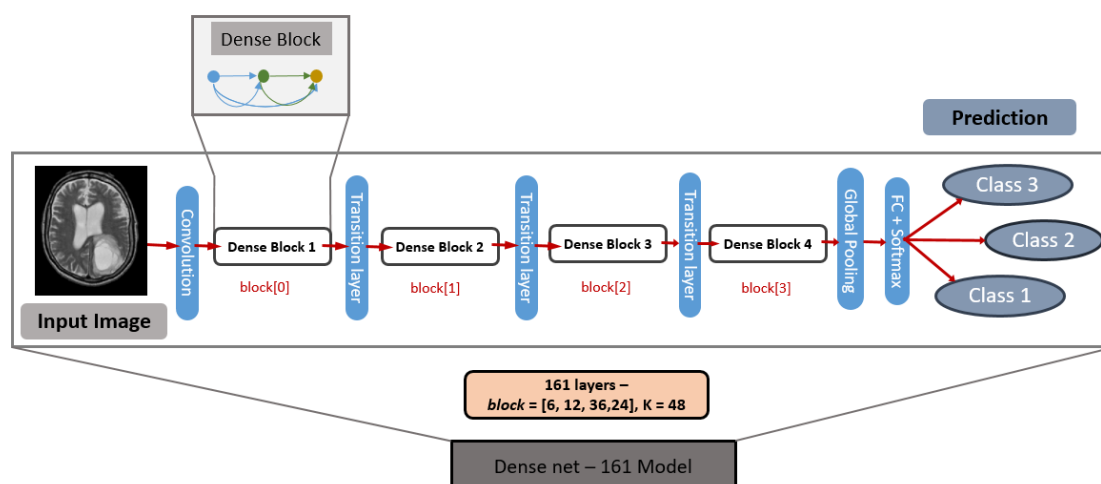 Dense Block
Prediction
Input Image
Convolution
Dense Block 1
block[0]
Transition layer
Dense Block 2
block[1]
Transition layer
Dense Block 3
block[2]
Transition layer
Dense Block 4
block[3]
Global Pooling
FC + Softmax
Class 3
Class 2
Class 1
161 layers –
block = [6, 12, 36,24], K = 48
Dense net – 161 Model